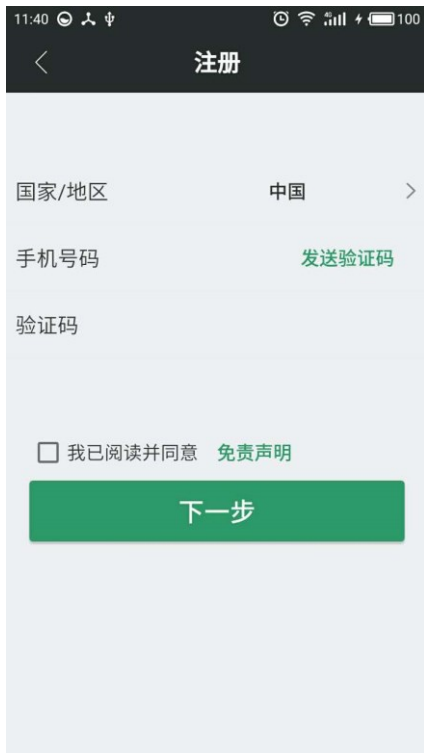 11:40 100
注册
国家/地区 中国
手机号码 发送验证码
验证码
我已阅读并同意 免责声明
下一步